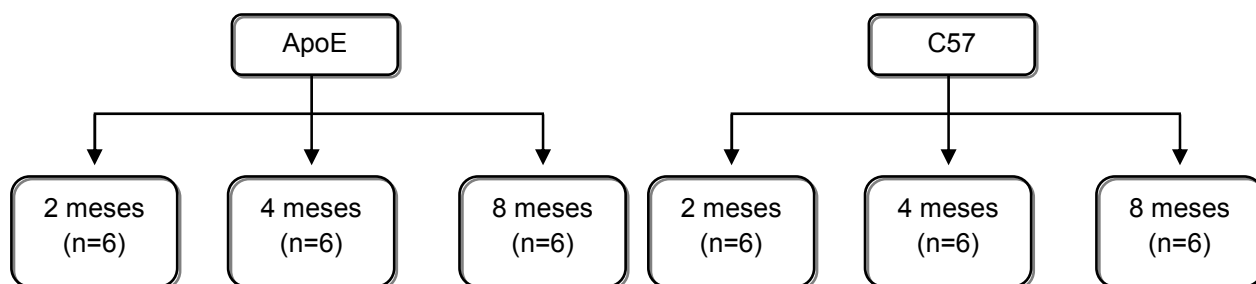 ApoE
C57
2 meses
(n=6)
4 meses
(n=6)
8 meses
(n=6)
2 meses
(n=6)
4 meses
(n=6)
8 meses
(n=6)